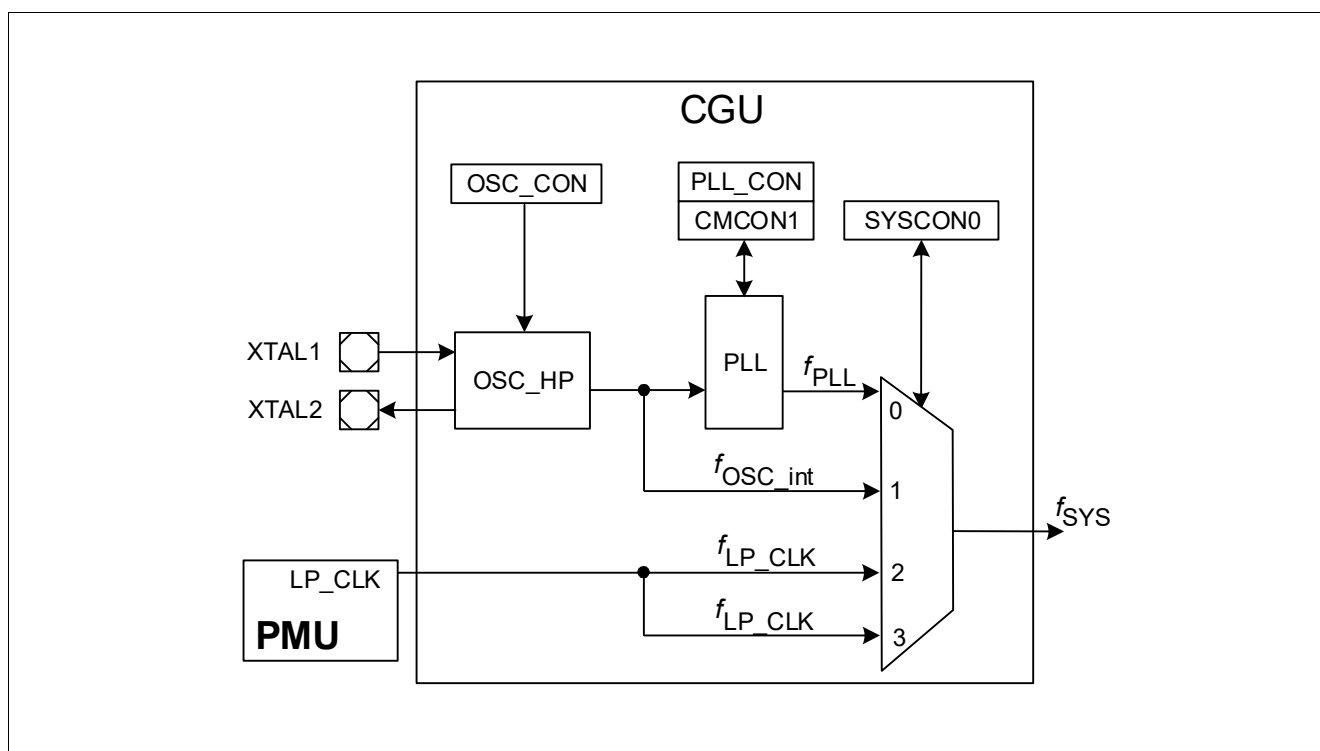 CGU
OSC_CON
PLL_CON
CMCON1
SYSCON0
XTAL1
XTAL2
OSC_HP
PLL
fPLL
0
fOSC_int
1
fSYS
fLP_CLK
2
fLP_CLK
3
LP_CLK
PMU